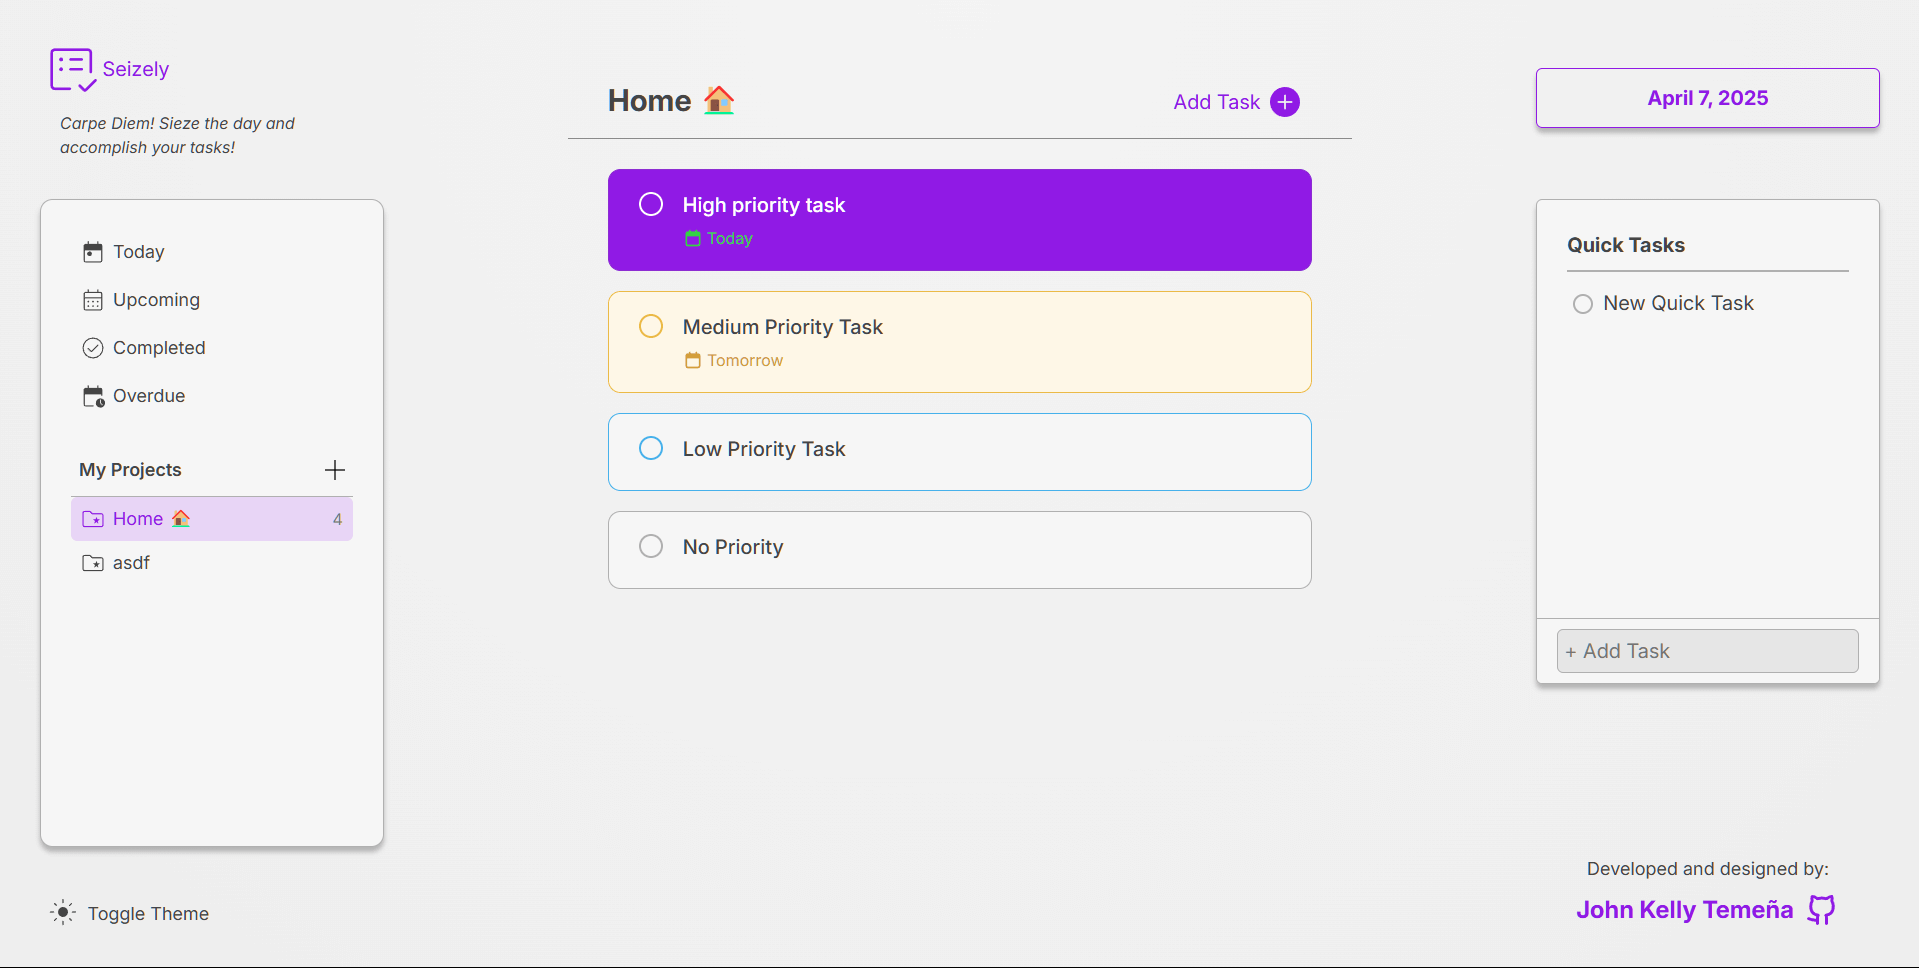 Seizely
Carpe Diem! Sieze the day and
accomplish your tasks!
Today
Upcoming
Completed
Overdue
My Projects
Home 🏠 4
asdf
Toggle Theme
Home 🏠
Add Task
High priority task
Today
Medium Priority Task
Tomorrow
Low Priority Task
No Priority
April 7, 2025
Quick Tasks
New Quick Task
+ Add Task
Developed and designed by:
John Kelly Temeña